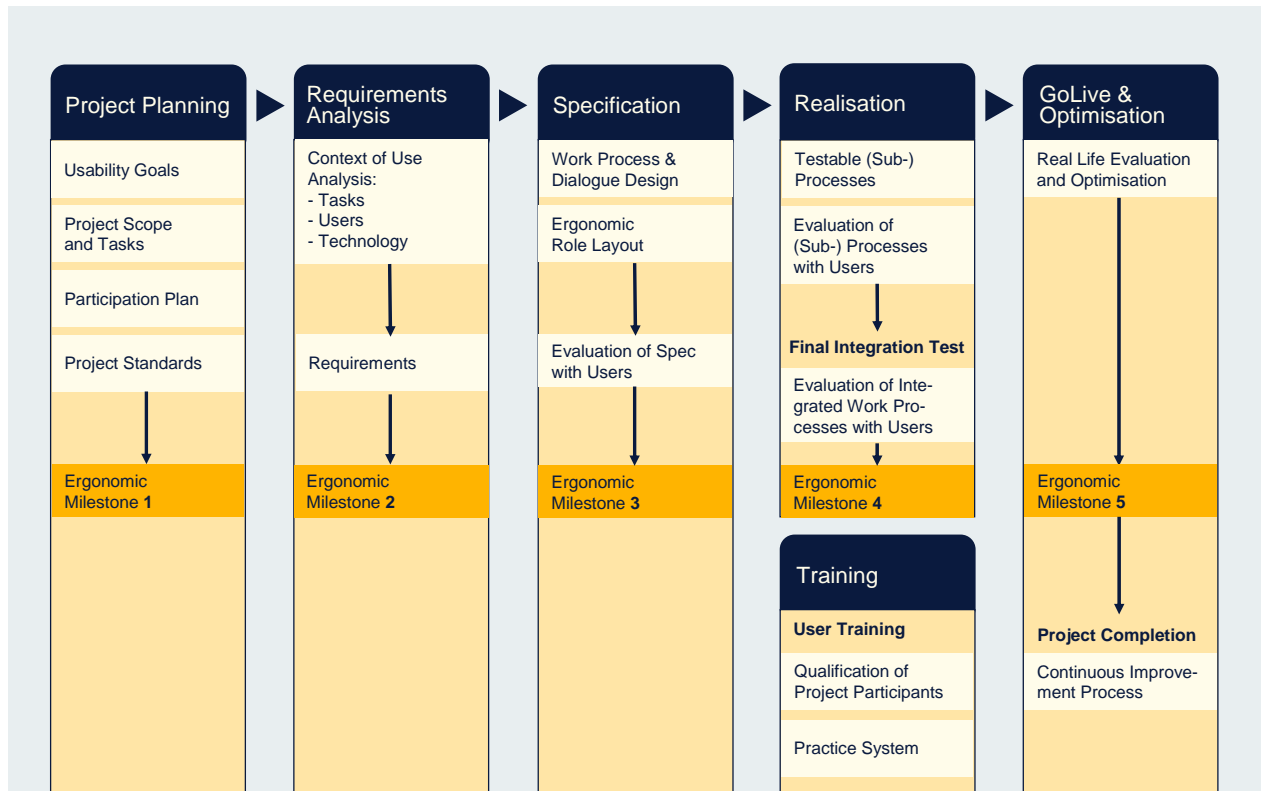 Project Planning
Usability Goals
Project Scope
and Tasks
Participation Plan
Project Standards
Ergonomic
Milestone 1
Requirements
Analysis
Context of Use
Analysis:
- Tasks
- Users
- Technology
Requirements
Ergonomic
Milestone 2
Specification
Work Process &
Dialogue Design
Ergonomic
Role Layout
Evaluation of Spec
with Users
Ergonomic
Milestone 3
Realisation
Testable (Sub-)
Processes
Evaluation of
(Sub-) Processes
with Users
Final Integration Test
Evaluation of Inte-
grated Work Pro-
cesses with Users
Ergonomic
Milestone 4
Training
User Training
Qualification of
Project Participants
Practice System
GoLive &
Optimisation
Real Life Evaluation
and Optimisation
Ergonomic
Milestone 5
Project Completion
Continuous Improve-
ment Process